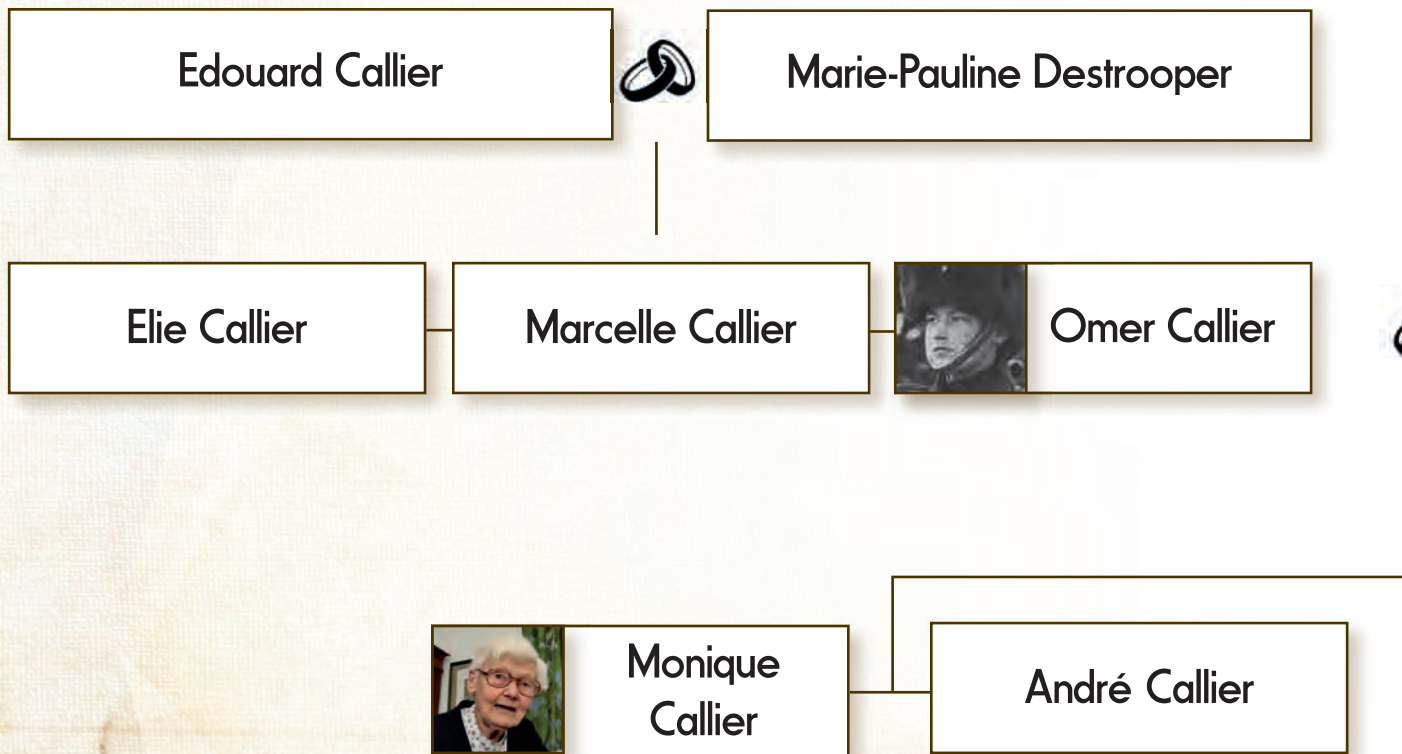 Edouard Callier
Marie-Pauline Destrooper
Elie Callier
Marcelle Callier
Omer Callier
Monique
Callier
André Callier